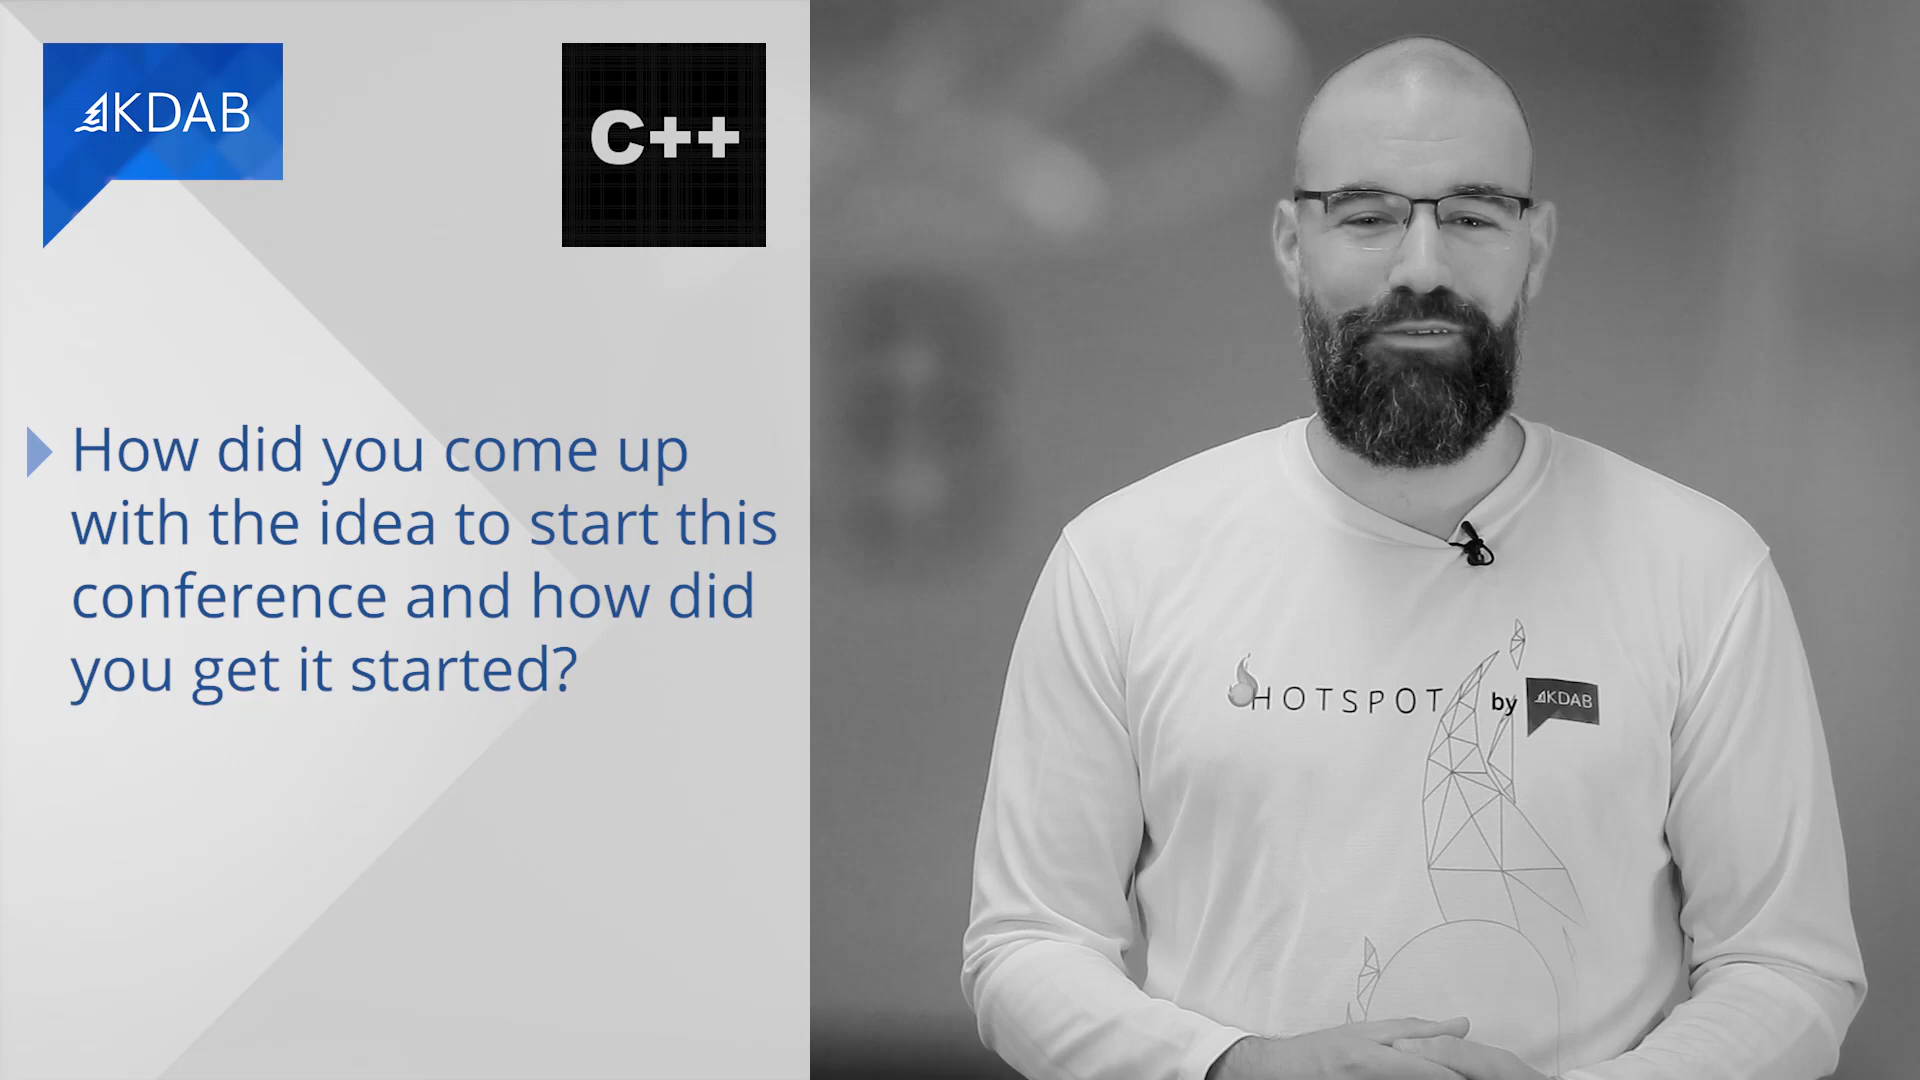 KDAB
C++
How did you come up
with the idea to start this
conference and how did
you get it started?
HOTSPOT by KDAB